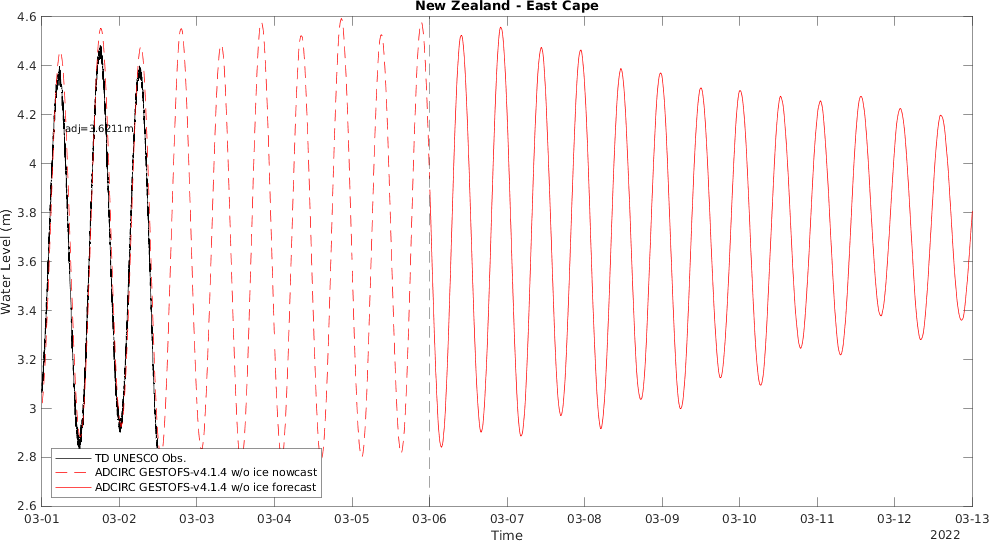 New Zealand - East Cape
4.6
4.4
4.2
4
3.8
3.6
3.4
3.2
3
2.8
2.6
Water Level (m)
adj=3.6211m
TD UNESCO Obs.
ADCIRC GESTOFS-v4.1.4 w/o ice nowcast
ADCIRC GESTOFS-v4.1.4 w/o ice forecast
03-01 03-02 03-03 03-04 03-05 03-06 03-07 03-08 03-09 03-10 03-11 03-12 03-13
Time
2022